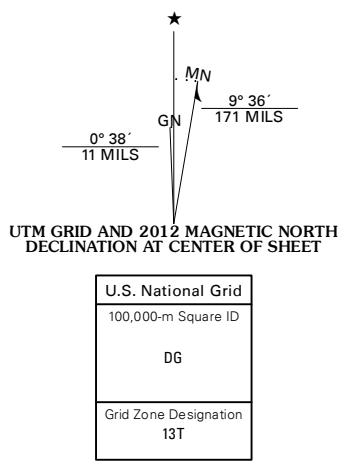 ★
MN
GN
9° 36´
171 MILS
0° 38´
11 MILS
UTM GRID AND 2012 MAGNETIC NORTH
DECLINATION AT CENTER OF SHEET
U.S. National Grid
100,000-m Square ID
DG
Grid Zone Designation
13T